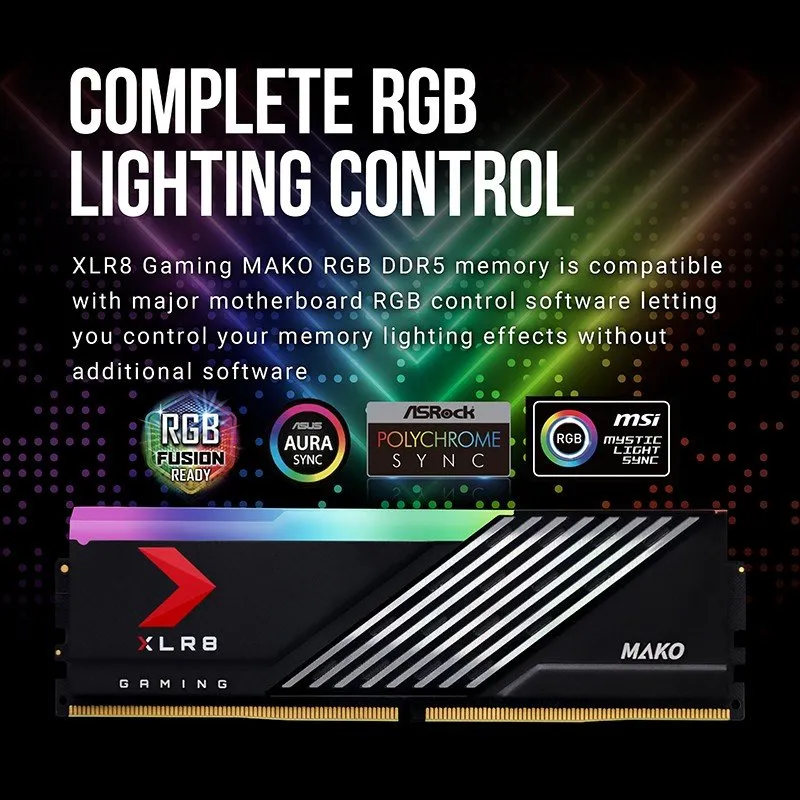 COMPLETE RGB
LIGHTING CONTROL
XLR8 Gaming MAKO RGB DDR5 memory is compatible
with major motherboard RGB control software letting
you control your memory lighting effects without
additional software
RGB
FUSION
READY
ASUS
AURA
SYNC
ASRock
POLYCHROME
SYNC
RGB
msi
MYSTIC
LIGHT
SYNC
XLR8
GAMING
MAKO